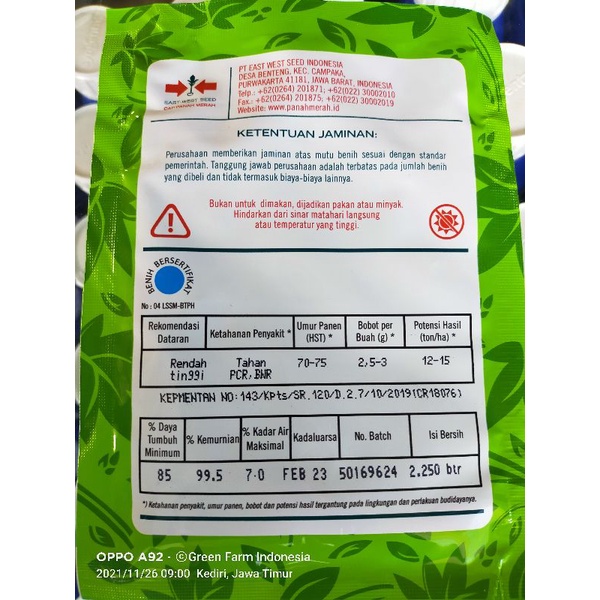 PT EAST WEST SEED INDONESIA
DESA BENTENG, KEC. CAMPAKA,
PURWAKARTA 41181, JAWA BARAT, INDONESIA
Telp.: +62(0264) 201871; +62(022) 30002010
Fax.: +62(0264) 201875; +62(022) 30002019
Website: www.panahmerah.id
EAST-WEST SEED
CAP PANAH MERAH
KETENTUAN JAMINAN:
Perusahaan memberikan jaminan atas mutu benih sesuai dengan standar
pemerintah. Tanggung jawab perusahaan adalah terbatas pada jumlah benih
yang dibeli dan tidak termasuk biaya-biaya lainnya.
Bukan untuk dimakan, dijadikan pakan atau minyak.
Hindarkan dari sinar matahari langsung
atau temperatur yang tinggi.
BENIH BERSERTIFIKAT
No : 04 LSSM-BTPH
Rekomendasi Dataran Ketahanan Penyakit * Umur Panen (HST) * Bobot per Buah (g) * Potensi Hasil (ton/ha) *
Rendah Tahan 70-75 2,5-3 12-15
tinggi PCR,BNR
KEPMENTAN NO:143/Kpts/SR.120/D.2.7/10/2019(CR18076)
% Daya Tumbuh Minimum % Kemurnian % Kadar Air Maksimal Kadaluarsa No. Batch Isi Bersih
85 99.5 7.0 FEB 23 50169624 2.250 btr
*) Ketahanan penyakit, umur panen, bobot dan potensi hasil tergantung pada lingkungan dan perlakuan budidayanya.
OPPO A92 · ©Green Farm Indonesia
2021/11/26 09:00 Kediri, Jawa Timur